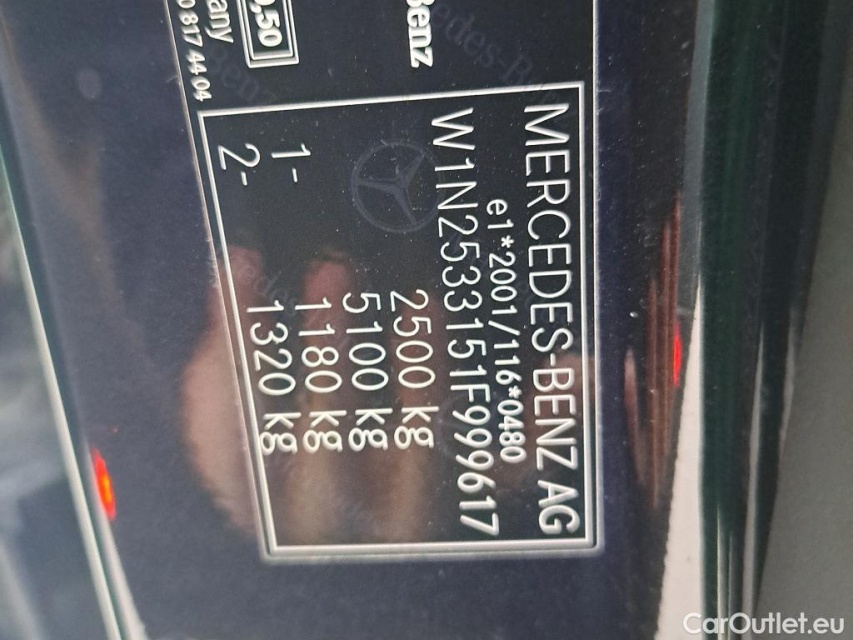 Benz
any
,50
0 817 44 04
MERCEDES-BENZ AG
e1*2001/116*0480
W1N2533151F999617
2500 kg
5100 kg
1- 1180 kg
2- 1320 kg
CarOutlet.eu